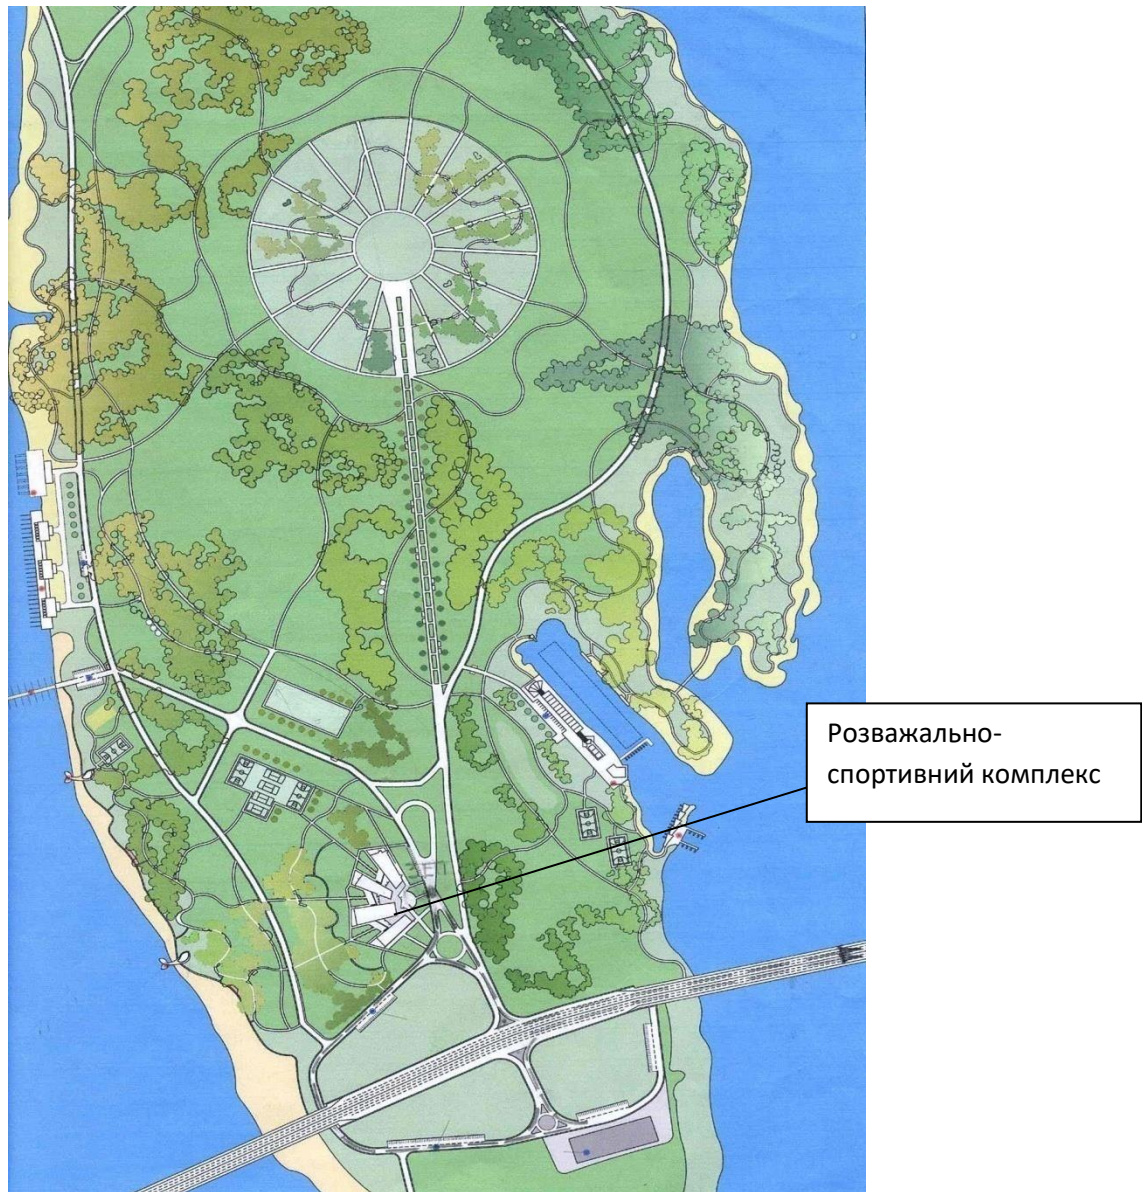 Розважально-
спортивний комплекс